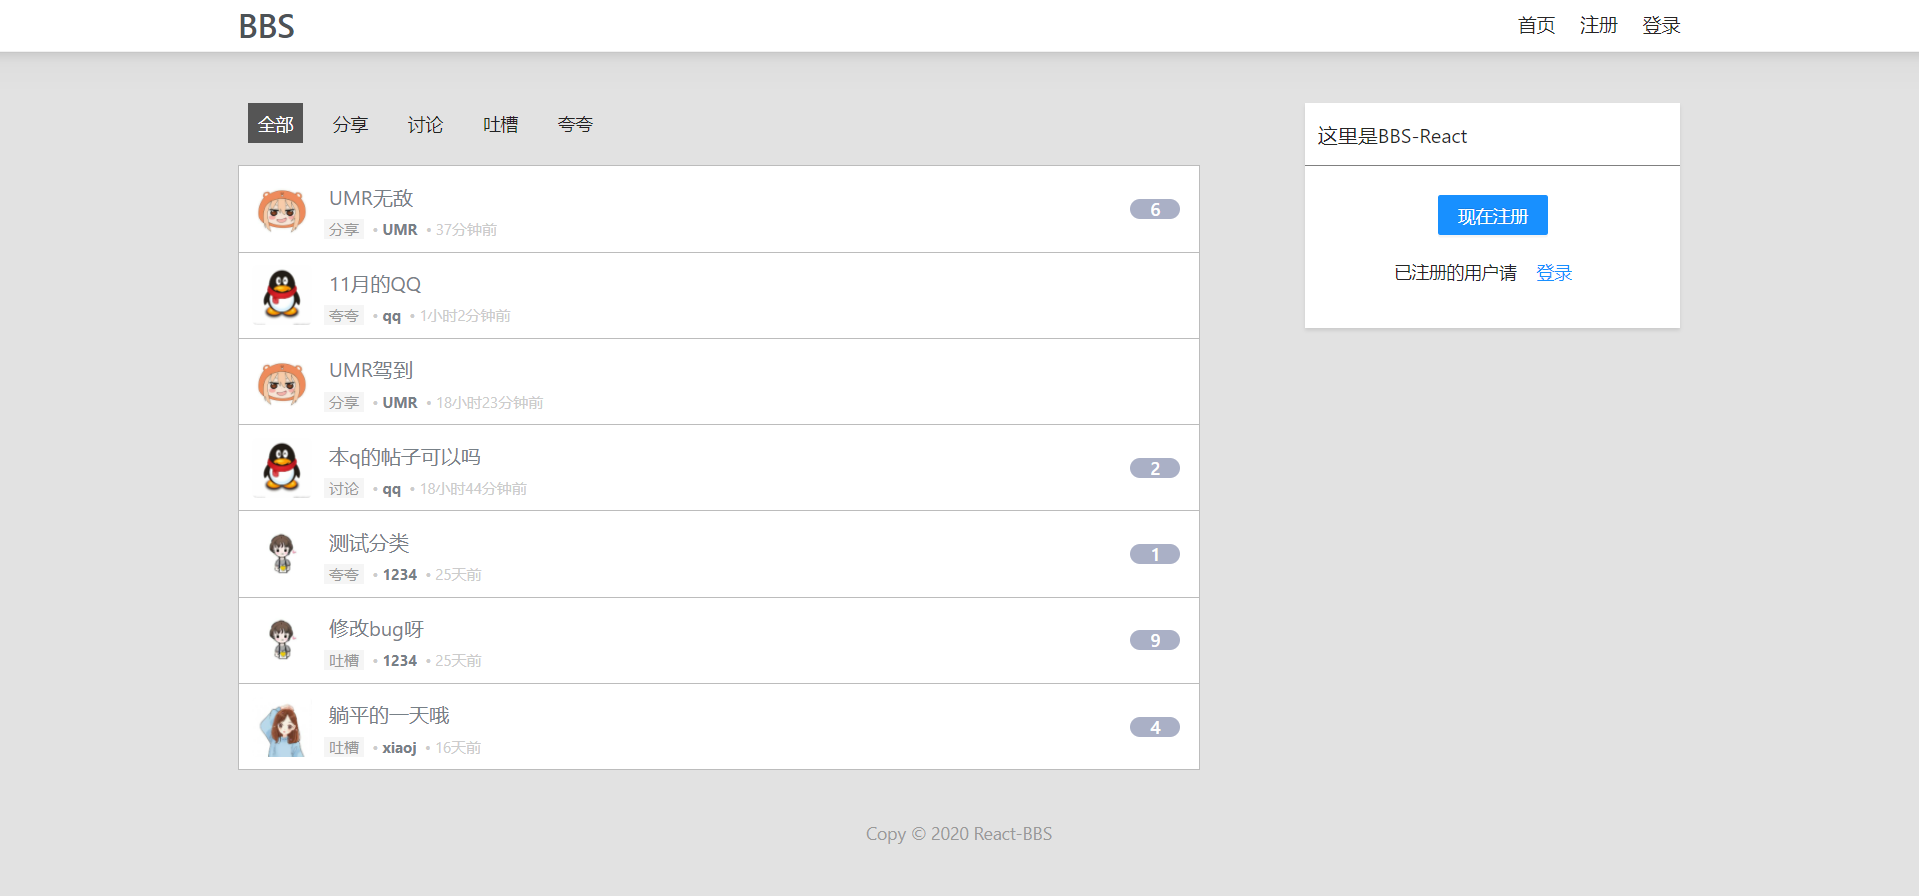 BBS 首页 注册 登录
全部 分享 讨论 吐槽 夸夸
UMR无敌
分享 • UMR • 37分钟前
6
11月的QQ
夸夸 • qq • 1小时2分钟前
UMR驾到
分享 • UMR • 18小时23分钟前
本q的帖子可以吗
讨论 • qq • 18小时44分钟前
2
测试分类
夸夸 • 1234 • 25天前
1
修改bug呀
吐槽 • 1234 • 25天前
9
躺平的一天哦
吐槽 • xiaoj • 16天前
4
这里是BBS-React
现在注册
已注册的用户请 登录
Copy © 2020 React-BBS